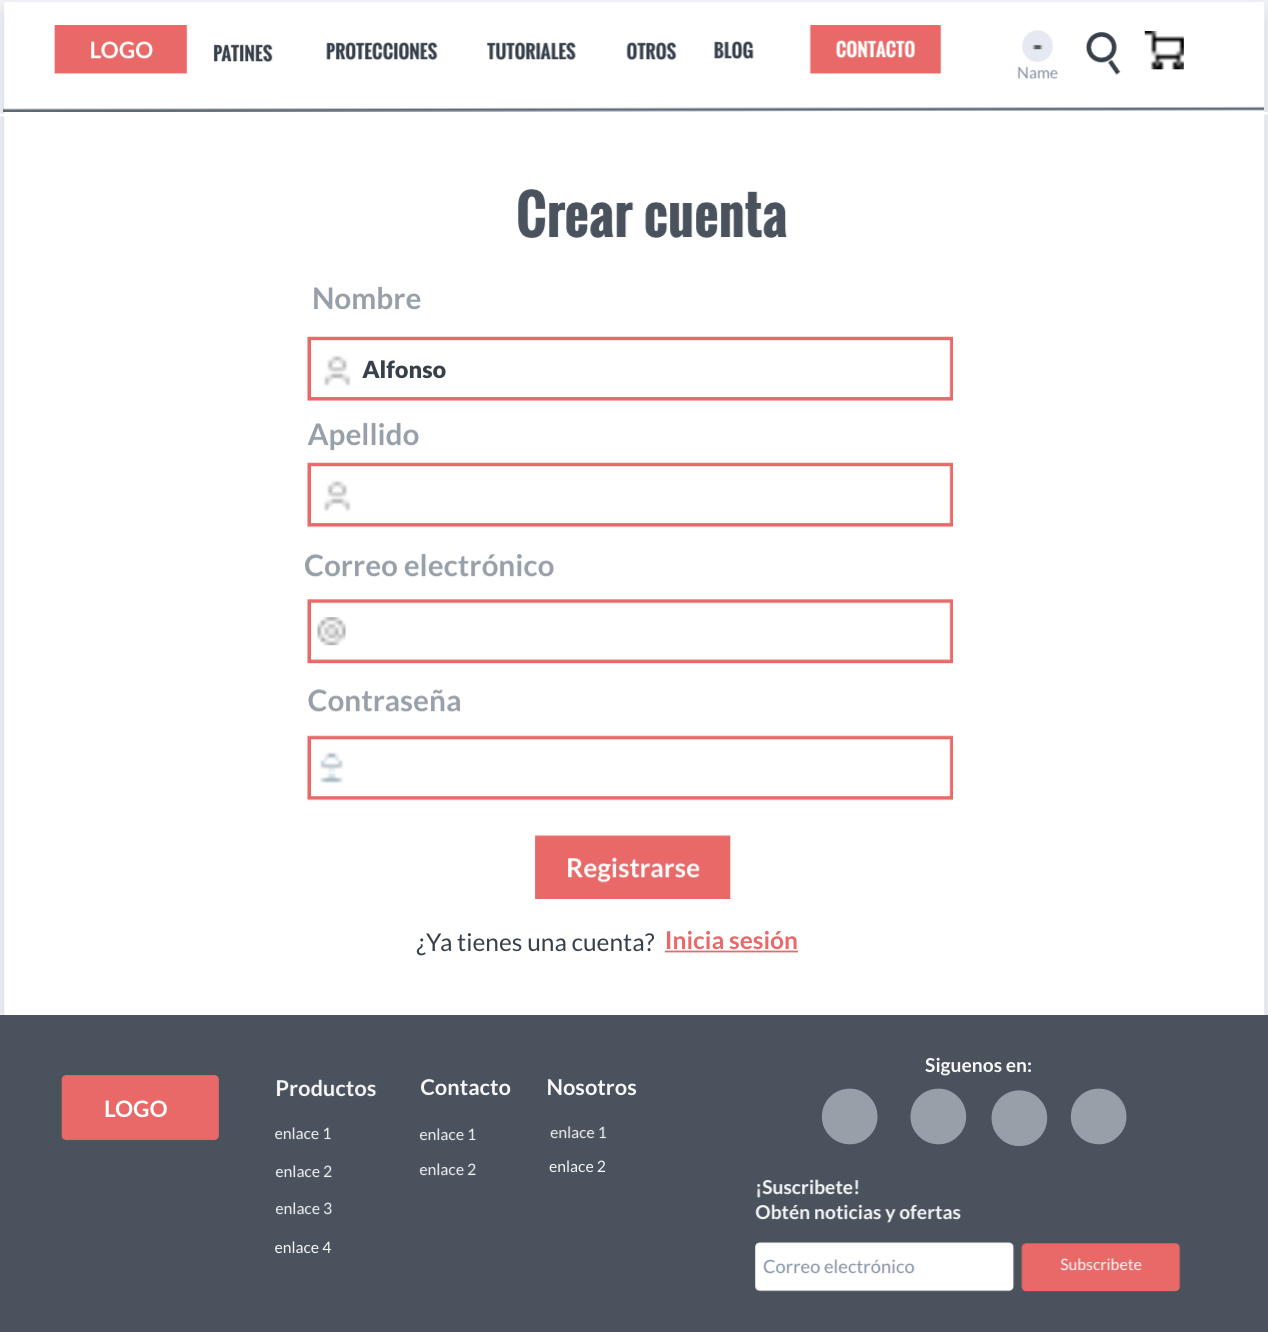 LOGO
PATINES
PROTECCIONES
TUTORIALES
OTROS
BLOG
CONTACTO
Name
Crear cuenta
Nombre
Alfonso
Apellido
Correo electrónico
Contraseña
Registrarse
¿Ya tienes una cuenta? Inicia sesión
LOGO
Productos
enlace 1
enlace 2
enlace 3
enlace 4
Contacto
enlace 1
enlace 2
Nosotros
enlace 1
enlace 2
Siguenos en:
¡Suscribete!
Obtén noticias y ofertas
Correo electrónico
Subscribete